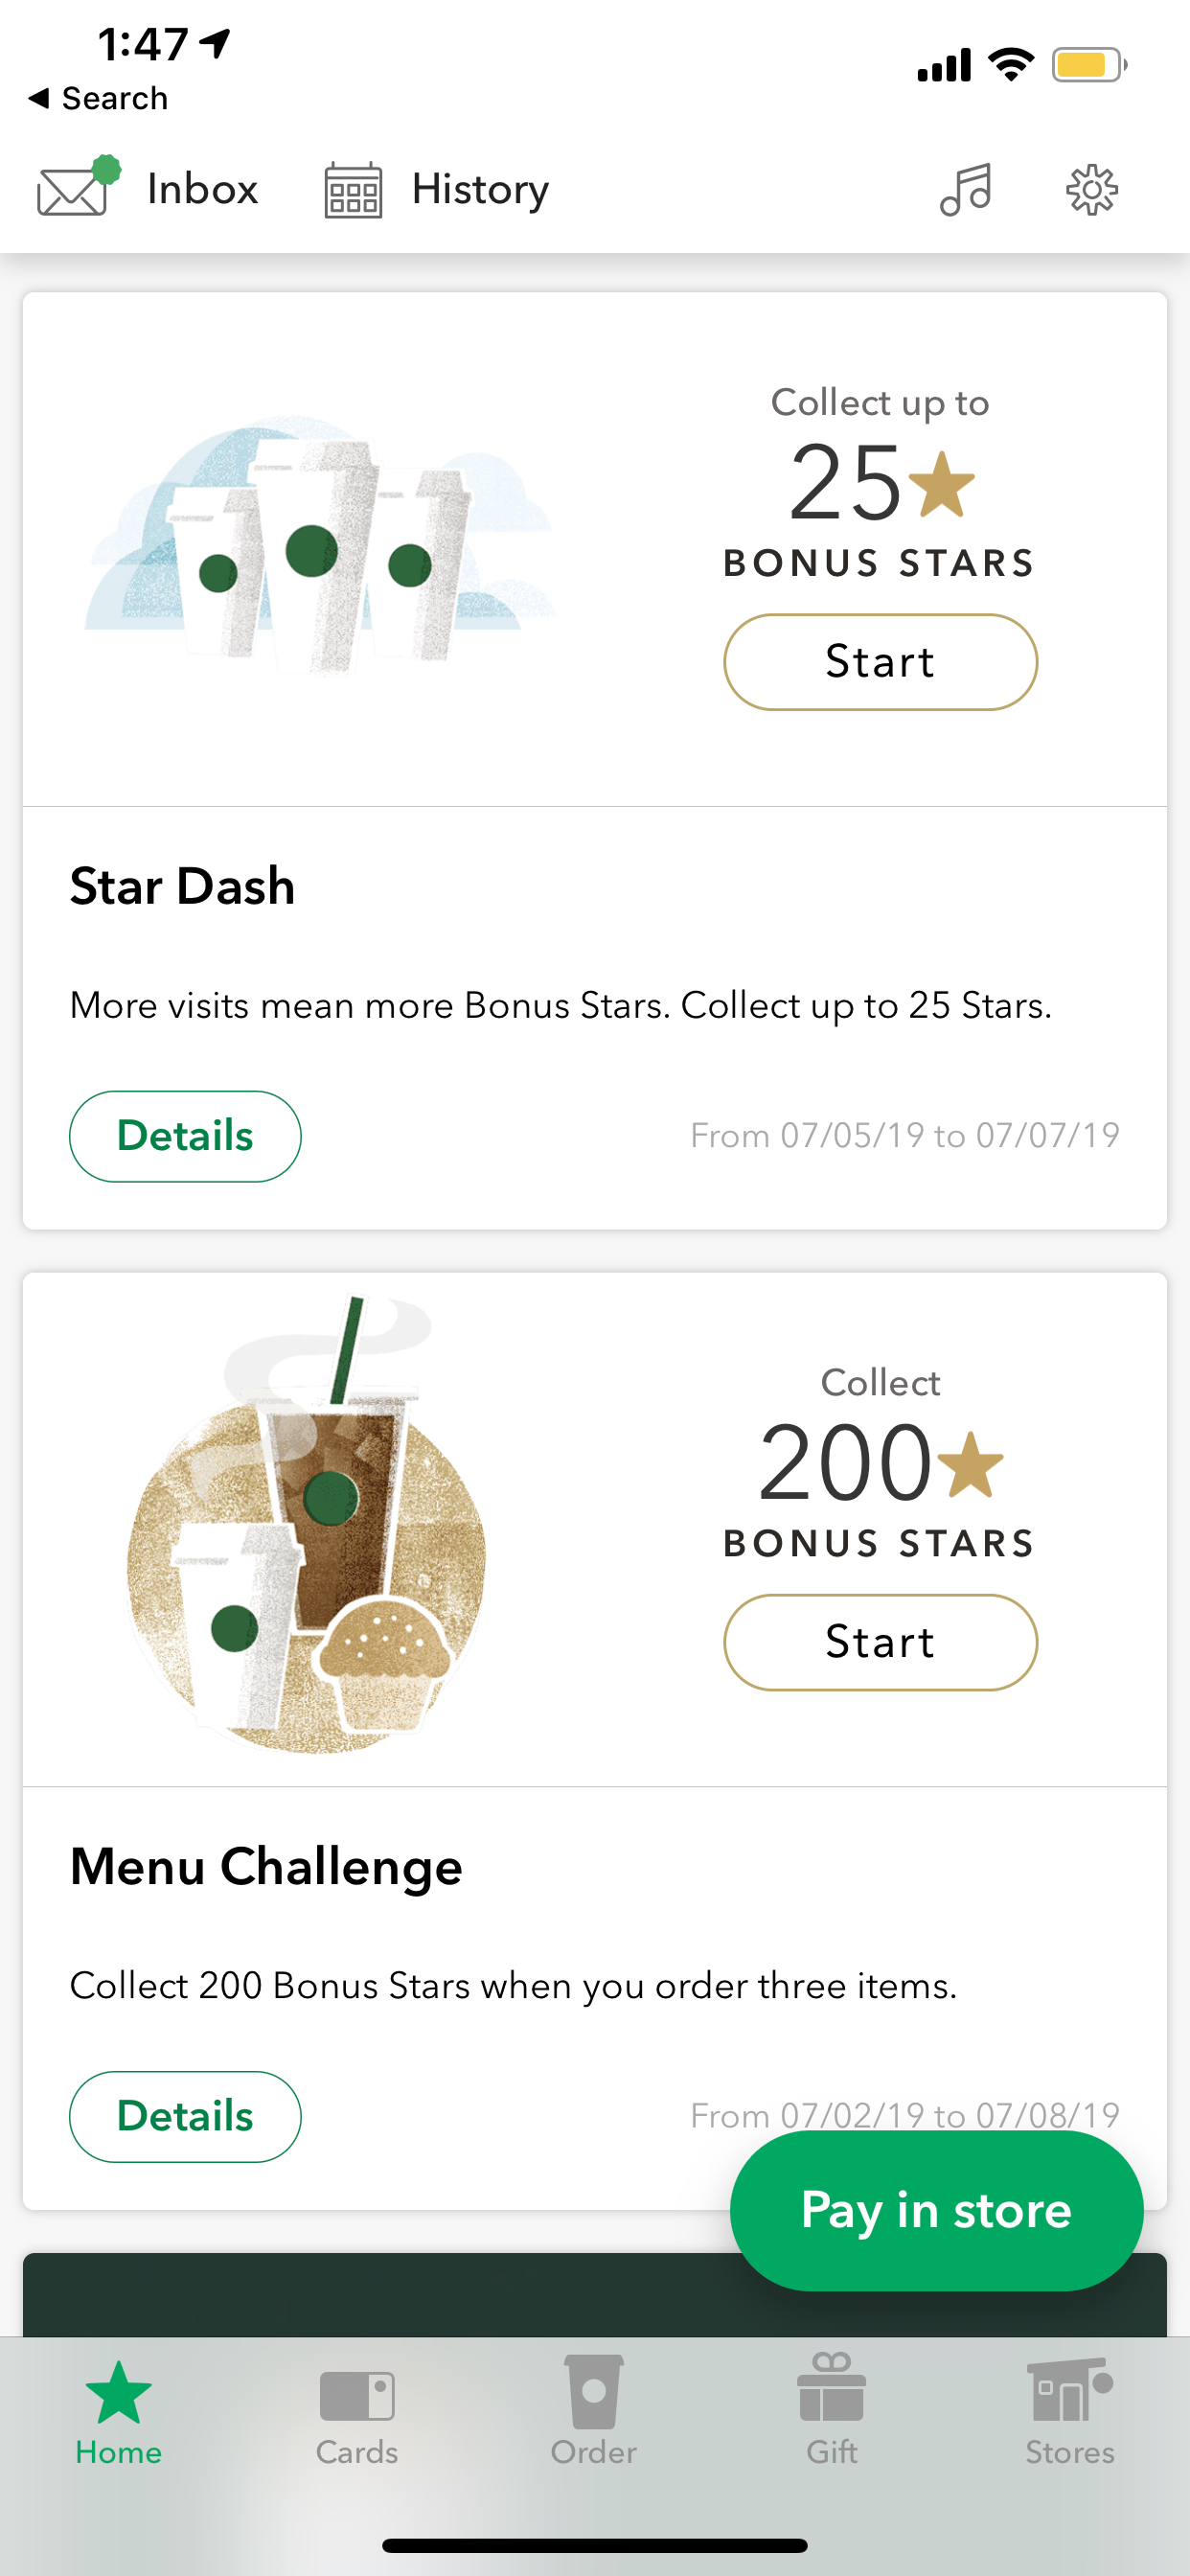 1:47
Search
Inbox
History
Collect up to
25
BONUS STARS
Start
Star Dash
More visits mean more Bonus Stars. Collect up to 25 Stars.
Details
From 07/05/19 to 07/07/19
Collect
200
BONUS STARS
Start
Menu Challenge
Collect 200 Bonus Stars when you order three items.
Details
From 07/02/19 to 07/08/19
Pay in store
Home
Cards
Order
Gift
Stores